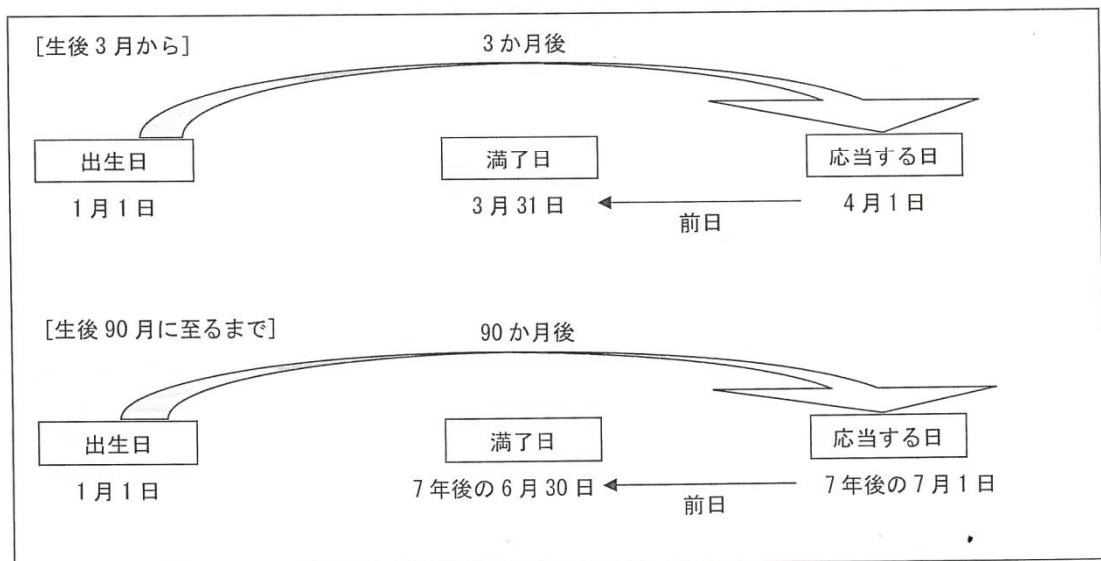 [生後3月から]
3か月後
出生日
満了日
応当する日
1月1日
3月31日
前日
4月1日
[生後90月に至るまで]
90か月後
出生日
満了日
応当する日
1月1日
7年後の6月30日
前日
7年後の7月1日